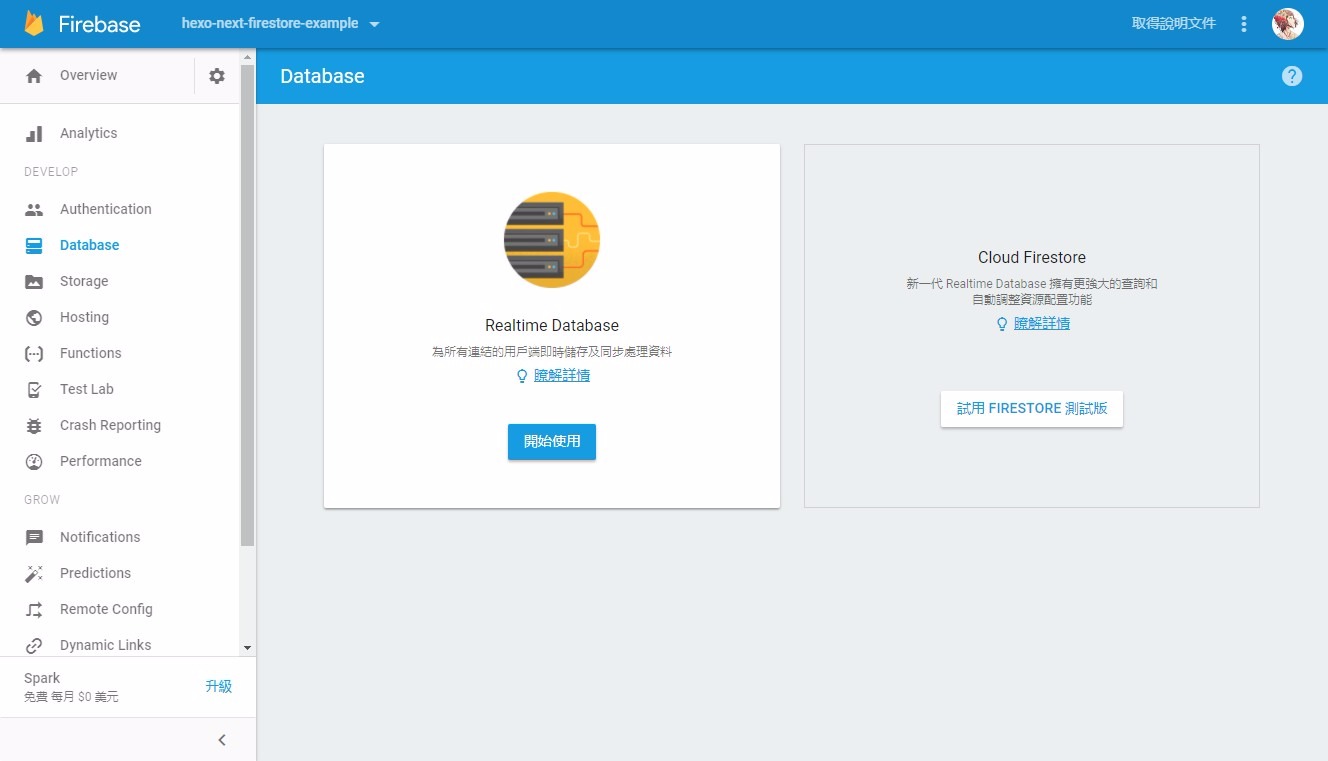 Firebase
hexo-next-firestore-example
取得說明文件
Overview
Database
?
Analytics
DEVELOP
Authentication
Database
Storage
Hosting
Functions
Test Lab
Crash Reporting
Performance
GROW
Notifications
Predictions
Remote Config
Dynamic Links
Spark
免費 每月 $0 美元
升級
Realtime Database
為所有連結的用戶端即時儲存及同步處理資料
瞭解詳情
開始使用
Cloud Firestore
新一代 Realtime Database 擁有更強大的查詢和
自動調整資源配置功能
瞭解詳情
試用 FIRESTORE 測試版